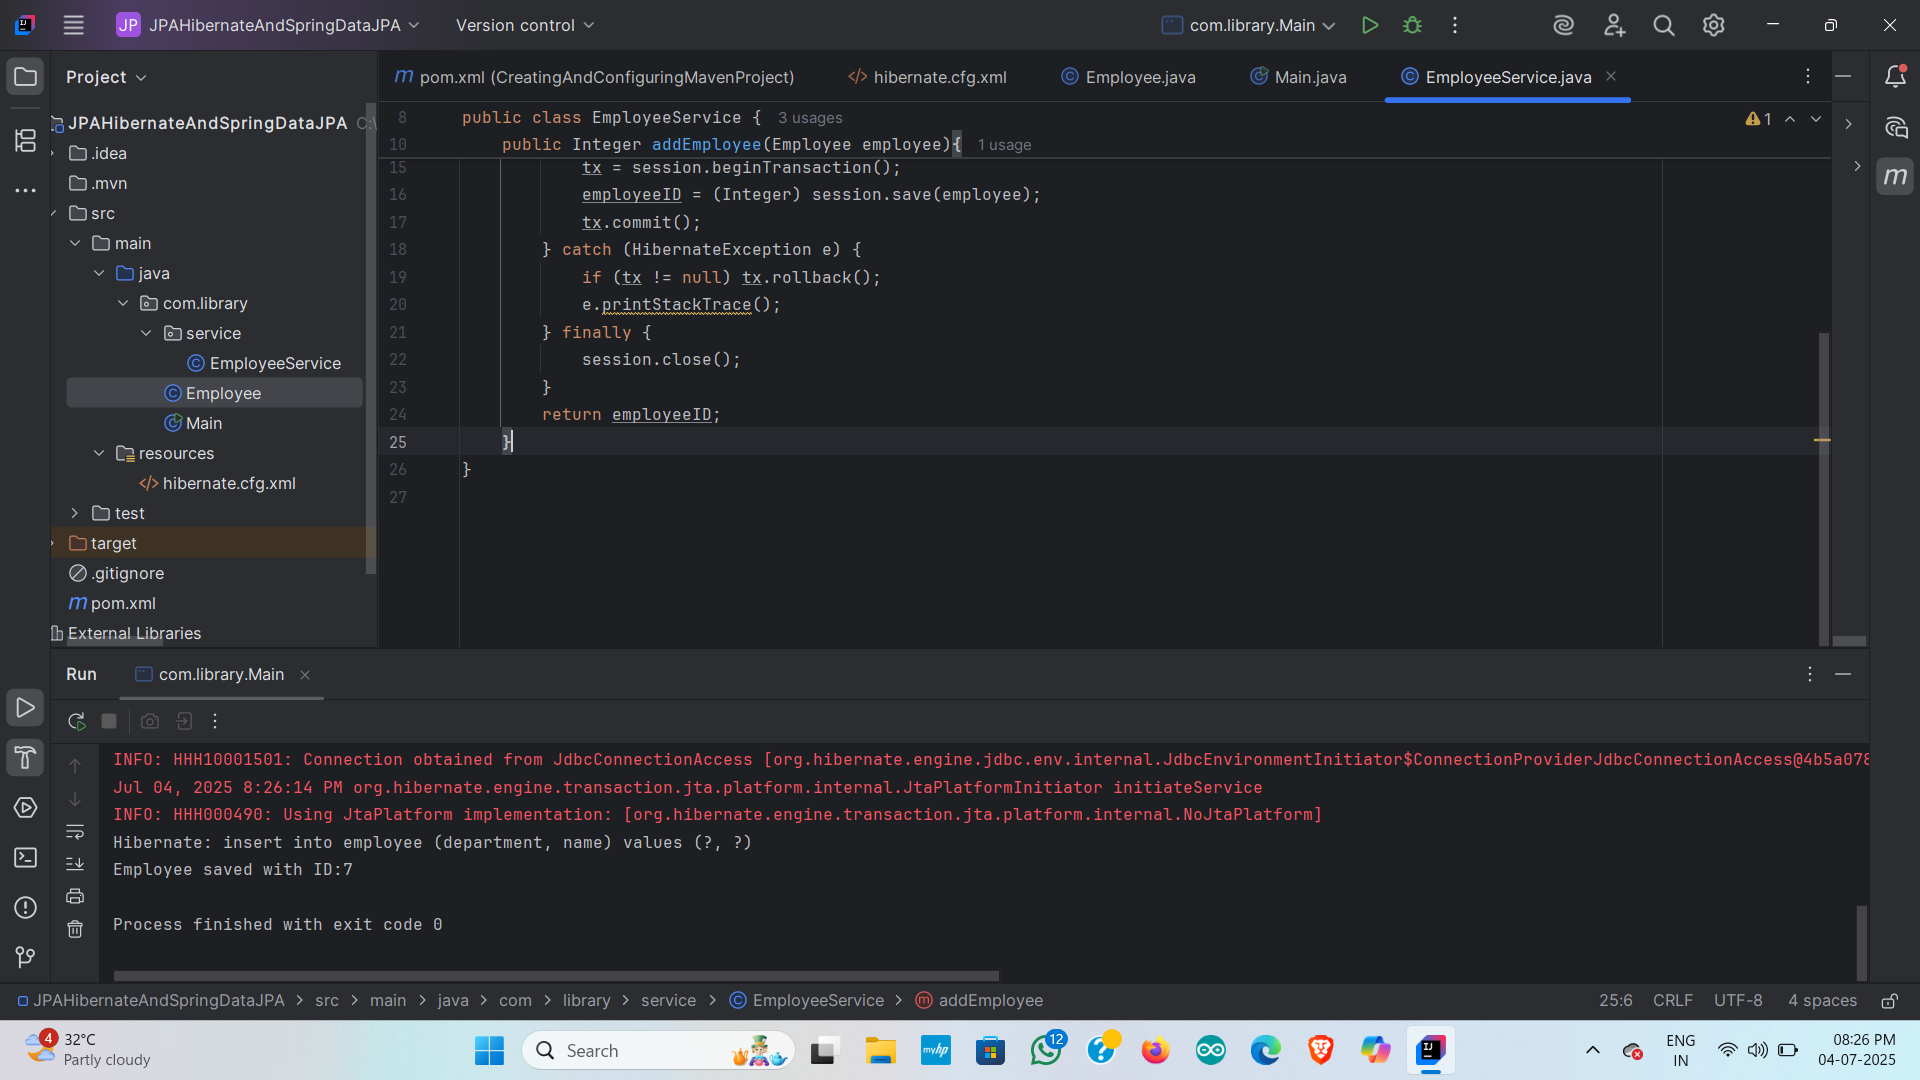 JP JPAHibernateAndSpringDataJPA Version control com.library.Main
Project
pom.xml (CreatingAndConfiguringMavenProject) hibernate.cfg.xml Employee.java Main.java EmployeeService.java
JPAHibernateAndSpringDataJPA C:\
.idea
.mvn
src
main
java
com.library
service
EmployeeService
Employee
Main
resources
hibernate.cfg.xml
test
target
.gitignore
pom.xml
External Libraries
8 public class EmployeeService { 3 usages
10 public Integer addEmployee(Employee employee){ 1 usage
15 tx = session.beginTransaction();
16 employeeID = (Integer) session.save(employee);
17 tx.commit();
18 } catch (HibernateException e) {
19 if (tx != null) tx.rollback();
20 e.printStackTrace();
21 } finally {
22 session.close();
23 }
24 return employeeID;
25 }
26 }
27
1
Run com.library.Main
INFO: HHH10001501: Connection obtained from JdbcConnectionAccess [org.hibernate.engine.jdbc.env.internal.JdbcEnvironmentInitiator$ConnectionProviderJdbcConnectionAccess@4b5a078
Jul 04, 2025 8:26:14 PM org.hibernate.engine.transaction.jta.platform.internal.JtaPlatformInitiator initiateService
INFO: HHH000490: Using JtaPlatform implementation: [org.hibernate.engine.transaction.jta.platform.internal.NoJtaPlatform]
Hibernate: insert into employee (department, name) values (?, ?)
Employee saved with ID:7
Process finished with exit code 0
JPAHibernateAndSpringDataJPA > src > main > java > com > library > service > EmployeeService > addEmployee 25:6 CRLF UTF-8 4 spaces
4 32°C
Partly cloudy
Search
myhp
12
ENG
IN
08:26 PM
04-07-2025